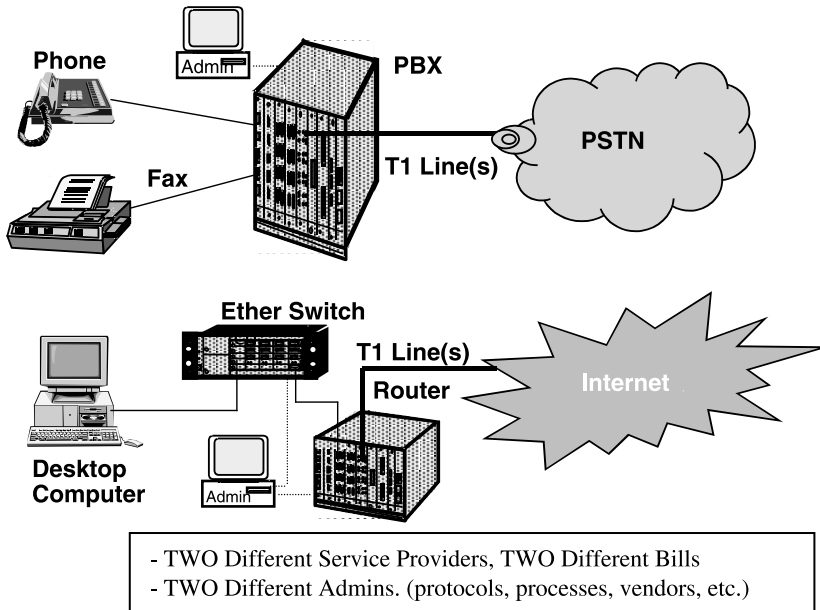 Phone
Admin
PBX
PSTN
T1 Line(s)
Fax
Ether Switch
T1 Line(s)
Internet
Router
Desktop
Computer
Admin
- TWO Different Service Providers, TWO Different Bills
- TWO Different Admins. (protocols, processes, vendors, etc.)